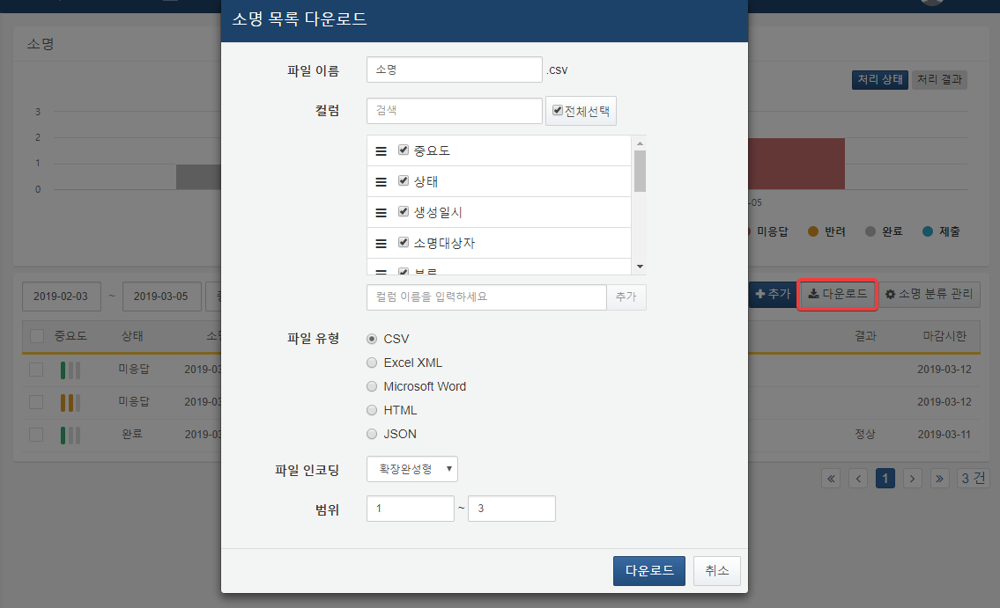 소명 목록 다운로드
소명
처리 상태 처리 결과
파일 이름 소명 .csv
컬럼 검색 전체선택
3
2
1
0
중요도
상태
생성일시
소명대상자
분류
-05
미응답 반려 완료 제출
컬럼 이름을 입력하세요 추가
2019-02-03 ~ 2019-03-05
추가 다운로드 소명 분류 관리
중요도 상태 결과 마감시한
미응답 2019-03 2019-03-12
미응답 2019-03 2019-03-12
완료 2019-03 정상 2019-03-11
파일 유형 CSV
Excel XML
Microsoft Word
HTML
JSON
파일 인코딩 확장완성형
범위 1 ~ 3
« ‹ 1 › » 3 건
다운로드 취소